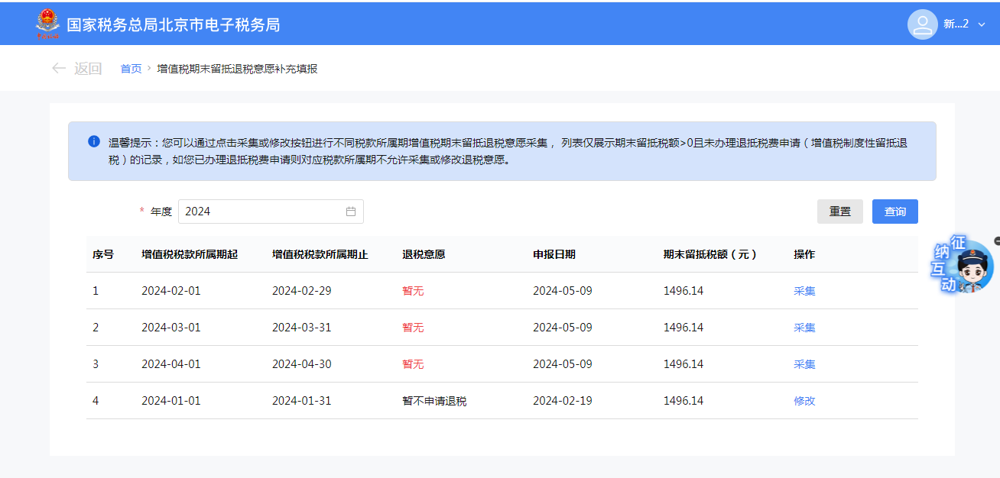 国家税务总局北京市电子税务局
新...2
返回 首页 › 增值税期末留抵退税意愿补充填报
温馨提示：您可以通过点击采集或修改按钮进行不同税款所属期增值税期末留抵退税意愿采集， 列表仅展示期末留抵税额>0且未办理退抵税费申请（增值税制度性留抵退
税）的记录，如您已办理退抵税费申请则对应税款所属期不允许采集或修改退税意愿。
* 年度 2024 重置 查询
序号 增值税税款所属期起 增值税税款所属期止 退税意愿 申报日期 期末留抵税额（元） 操作
1 2024-02-01 2024-02-29 暂无 2024-05-09 1496.14 采集
2 2024-03-01 2024-03-31 暂无 2024-05-09 1496.14 采集
3 2024-04-01 2024-04-30 暂无 2024-05-09 1496.14 采集
4 2024-01-01 2024-01-31 暂不申请退税 2024-02-19 1496.14 修改
征纳互动